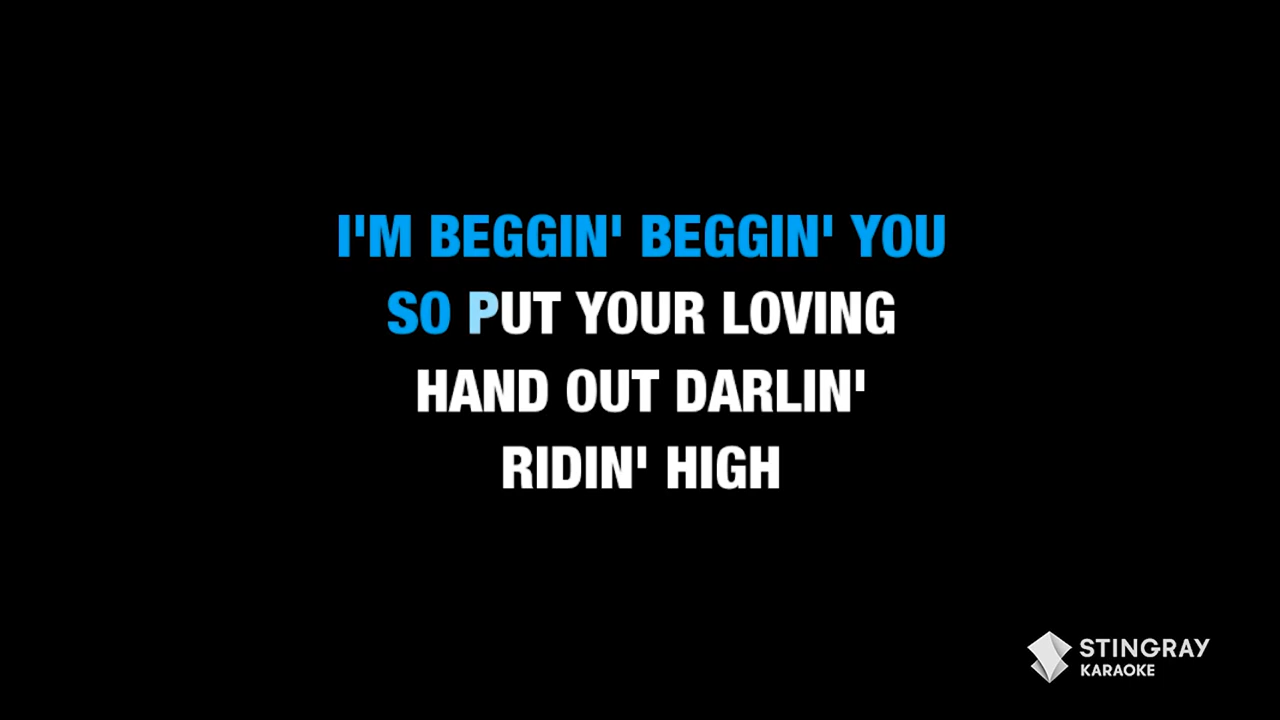 I'M BEGGIN' BEGGIN' YOU
SO PUT YOUR LOVING
HAND OUT DARLIN'
RIDIN' HIGH
STINGRAY
KARAOKE